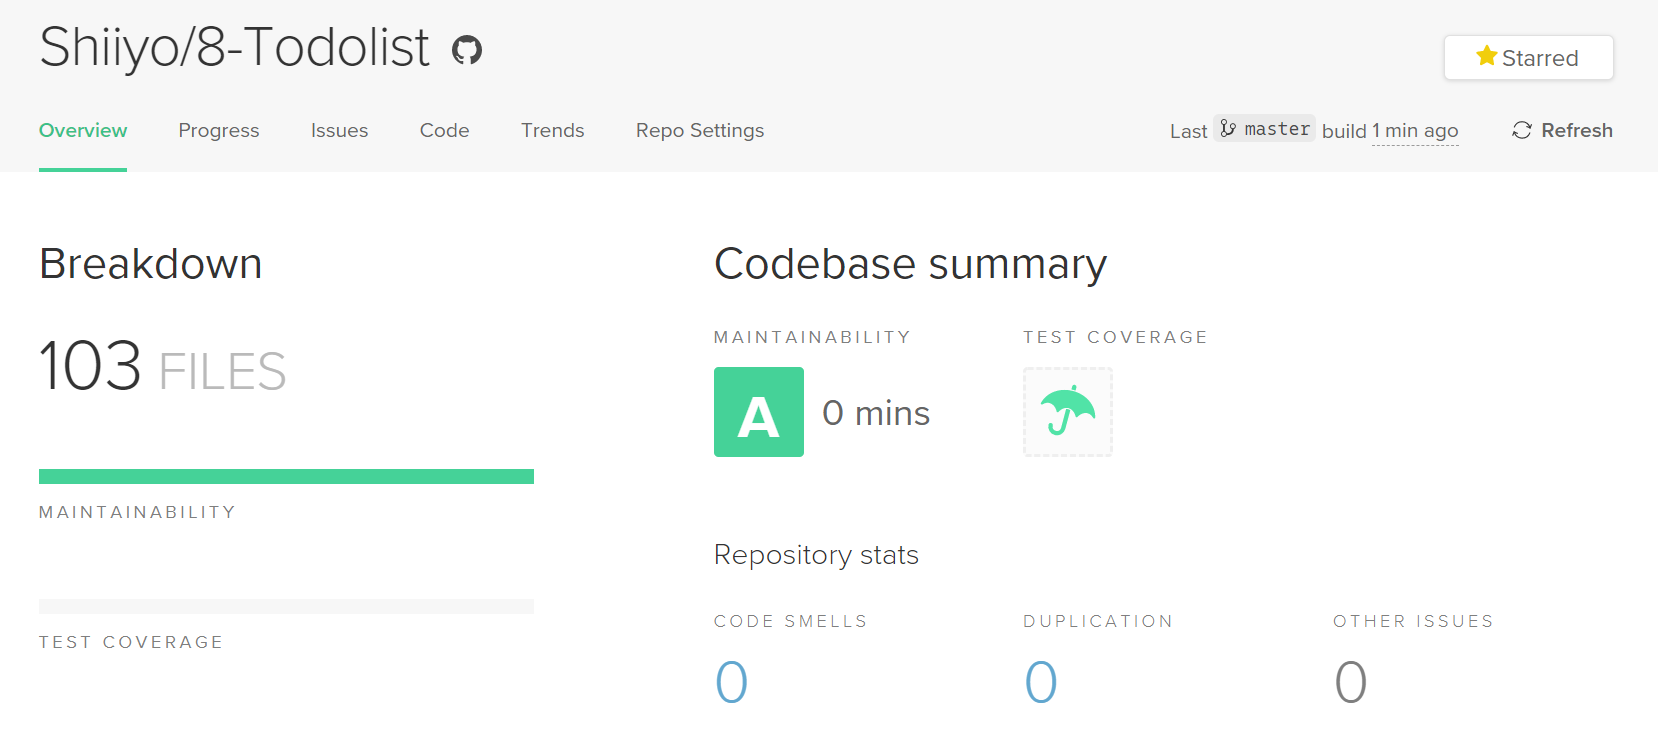 Shiiyo/8-Todolist
Starred
Overview Progress Issues Code Trends Repo Settings Last master build 1 min ago Refresh
Breakdown
103 FILES
MAINTAINABILITY
TEST COVERAGE
Codebase summary
MAINTAINABILITY TEST COVERAGE
A 0 mins
Repository stats
CODE SMELLS DUPLICATION OTHER ISSUES
0 0 0